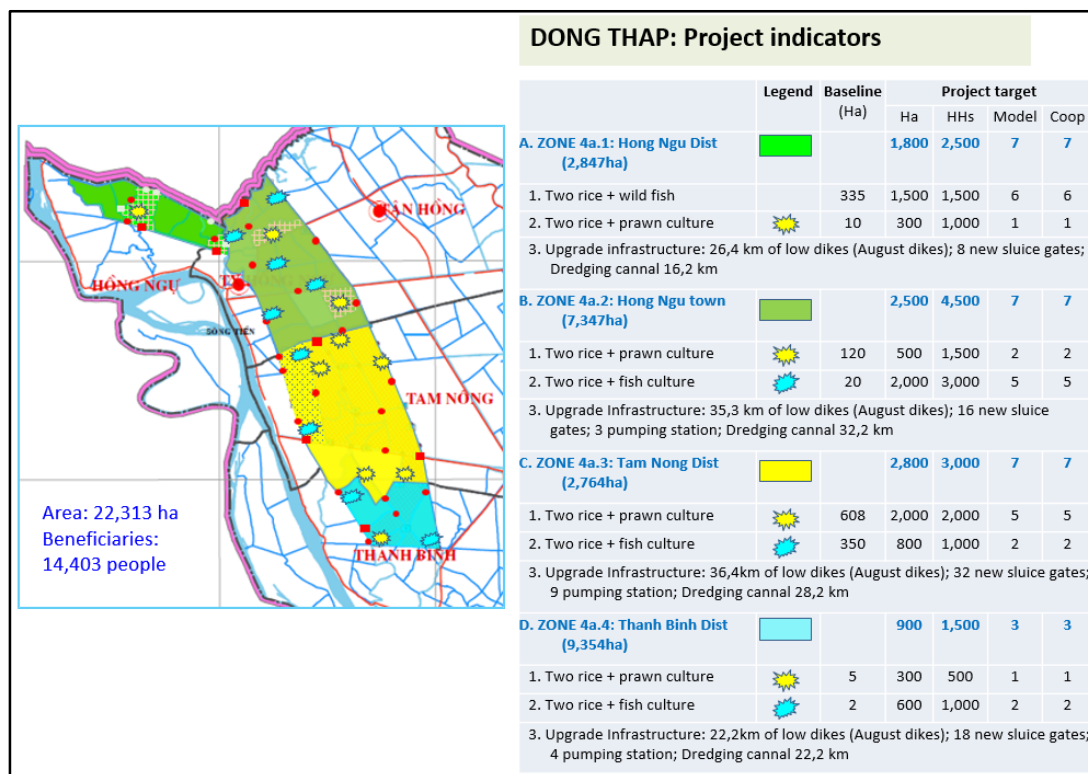 DONG THAP: Project indicators
Legend Baseline (Ha) Project target
Ha HHs Model Coop
A. ZONE 4a.1: Hong Ngu Dist (2,847ha) 1,800 2,500 7 7
1. Two rice + wild fish 335 1,500 1,500 6 6
2. Two rice + prawn culture 10 300 1,000 1 1
3. Upgrade infrastructure: 26,4 km of low dikes (August dikes); 8 new sluice gates;
Dredging cannal 16,2 km
B. ZONE 4a.2: Hong Ngu town (7,347ha) 2,500 4,500 7 7
1. Two rice + prawn culture 120 500 1,500 2 2
2. Two rice + fish culture 20 2,000 3,000 5 5
3. Upgrade Infrastructure: 35,3 km of low dikes (August dikes); 16 new sluice
gates; 3 pumping station; Dredging cannal 32,2 km
C. ZONE 4a.3: Tam Nong Dist (2,764ha) 2,800 3,000 7 7
1. Two rice + prawn culture 608 2,000 2,000 5 5
2. Two rice + fish culture 350 800 1,000 2 2
3. Upgrade Infrastructure: 36,4km of low dikes (August dikes); 32 new sluice gates;
9 pumping station; Dredging cannal 28,2 km
D. ZONE 4a.4: Thanh Binh Dist (9,354ha) 900 1,500 3 3
1. Two rice + prawn culture 5 300 500 1 1
2. Two rice + fish culture 2 600 1,000 2 2
3. Upgrade Infrastructure: 22,2km of low dikes (August dikes); 18 new sluice gates;
4 pumping station; Dredging cannal 22,2 km
TÂN HỒNG
HỒNG NGỰ
SÔNG TIỀN
TAM NÔNG
THANH BÌNH
Area: 22,313 ha
Beneficiaries:
14,403 people